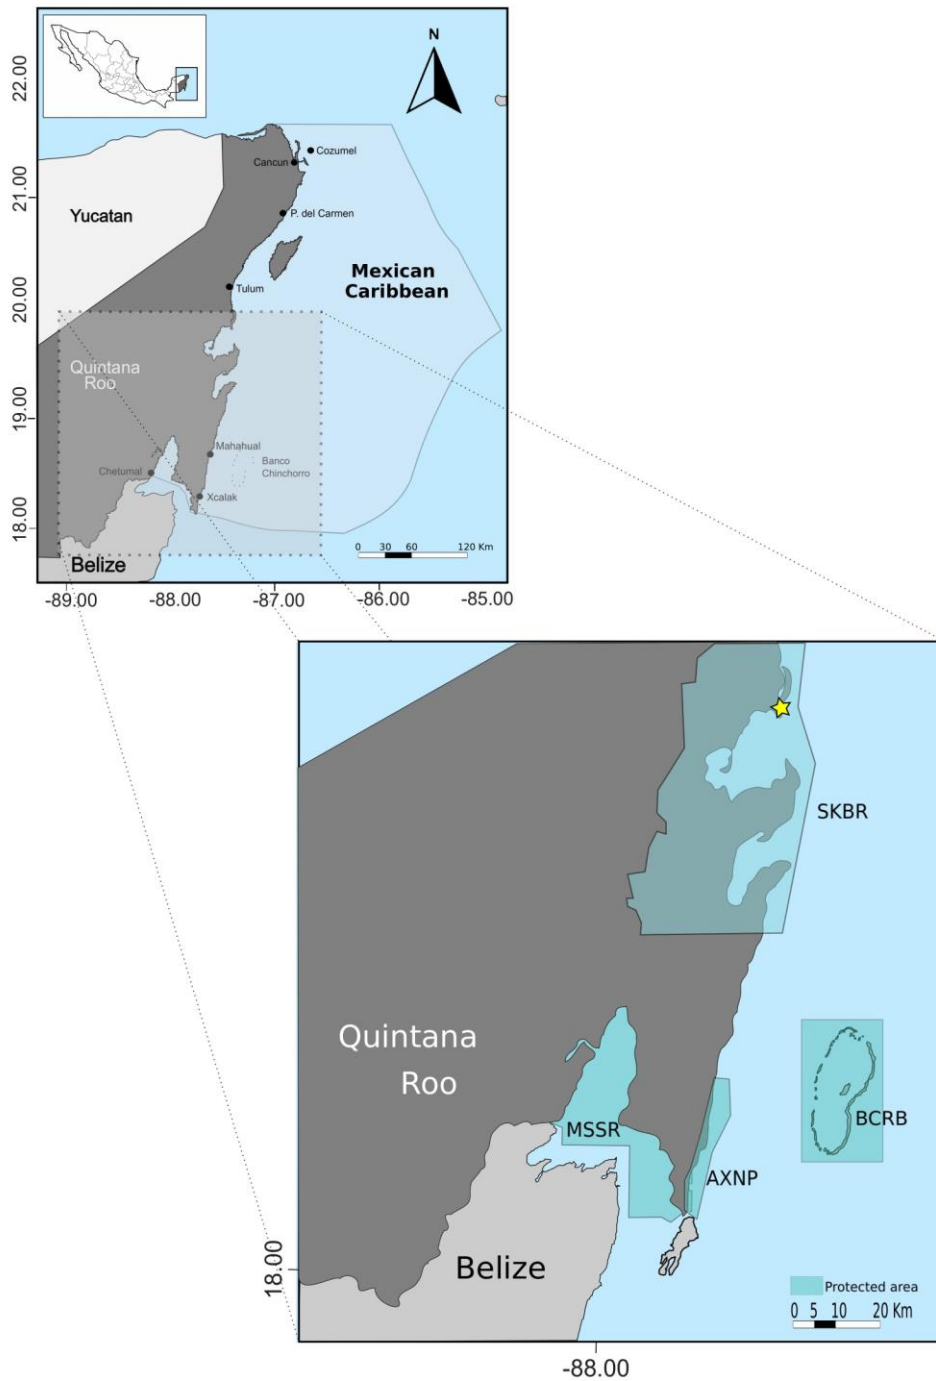 N
22.00
21.00
20.00
19.00
18.00
Cozumel
Cancun
Yucatan
P. del Carmen
Mexican
Caribbean
Tulum
Quintana
Roo
Mahahual
Banco
Chinchorro
Chetumal
Xcalak
Belize
0 30 60 120 Km
-89.00 -88.00 -87.00 -86.00 -85.00
SKBR
Quintana
Roo
MSSR
BCRB
AXNP
Belize
18.00
Protected area
0 5 10 20 Km
-88.00